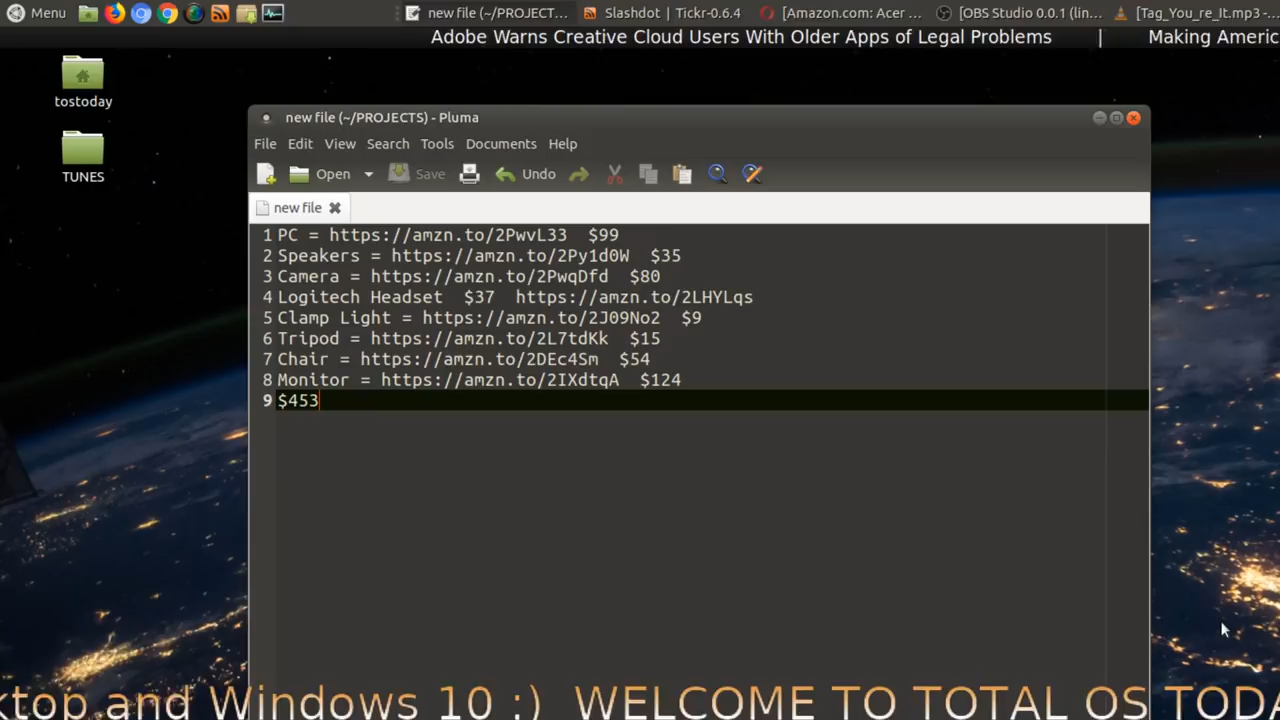 Menu new file (~/PROJECT... Slashdot | Tickr-0.6.4 [Amazon.com: Acer ... [OBS Studio 0.0.1 (lin... [Tag_You_re_It.mp3 -...
Adobe Warns Creative Cloud Users With Older Apps of Legal Problems | Making Americ
tostoday
TUNES
new file (~/PROJECTS) - Pluma
File Edit View Search Tools Documents Help
Open Save Undo
new file
1 PC = https://amzn.to/2PwvL33 $99
2 Speakers = https://amzn.to/2Py1d0W $35
3 Camera = https://amzn.to/2PwqDfd $80
4 Logitech Headset $37 https://amzn.to/2LHYLqs
5 Clamp Light = https://amzn.to/2J09No2 $9
6 Tripod = https://amzn.to/2L7tdKk $15
7 Chair = https://amzn.to/2DEc4Sm $54
8 Monitor = https://amzn.to/2IXdtqA $124
9 $453
ktop and Windows 10 :) WELCOME TO TOTAL OS TODA